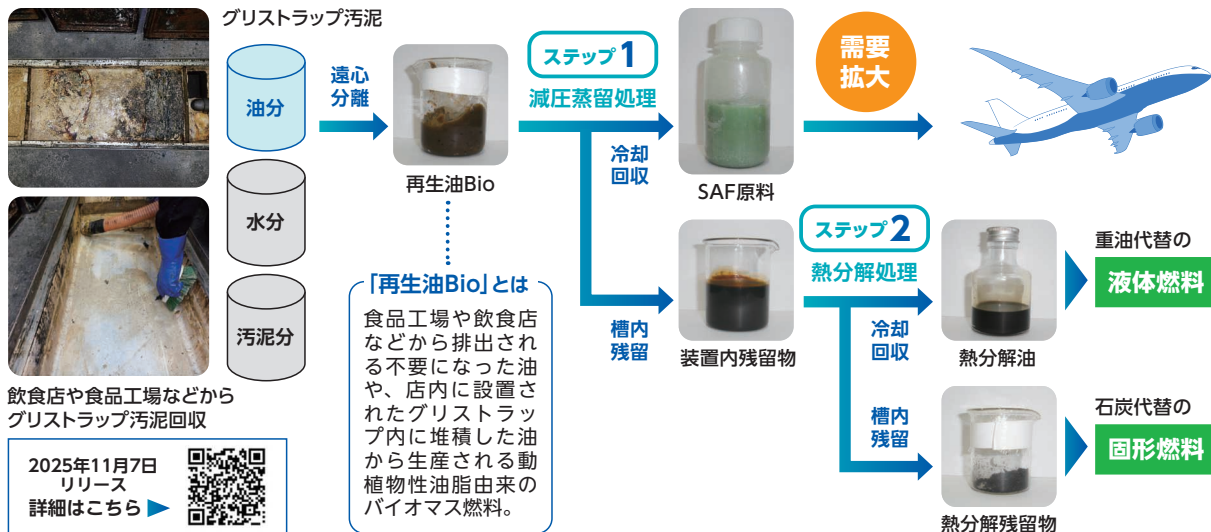 グリストラップ汚泥
油分
水分
汚泥分
飲食店や食品工場などから
グリストラップ汚泥回収
2025年11月7日
リリース
詳細はこちら
遠心
分離
再生油Bio
「再生油Bio」とは
食品工場や飲食店
などから排出され
る不要になった油
や、店内に設置さ
れたグリストラッ
プ内に堆積した油
から生産される動
植物性油脂由来の
バイオマス燃料。
ステップ1
減圧蒸留処理
冷却
回収
SAF原料
需要
拡大
槽内
残留
装置内残留物
ステップ2
熱分解処理
冷却
回収
熱分解油
重油代替の
液体燃料
槽内
残留
熱分解残留物
石炭代替の
固形燃料